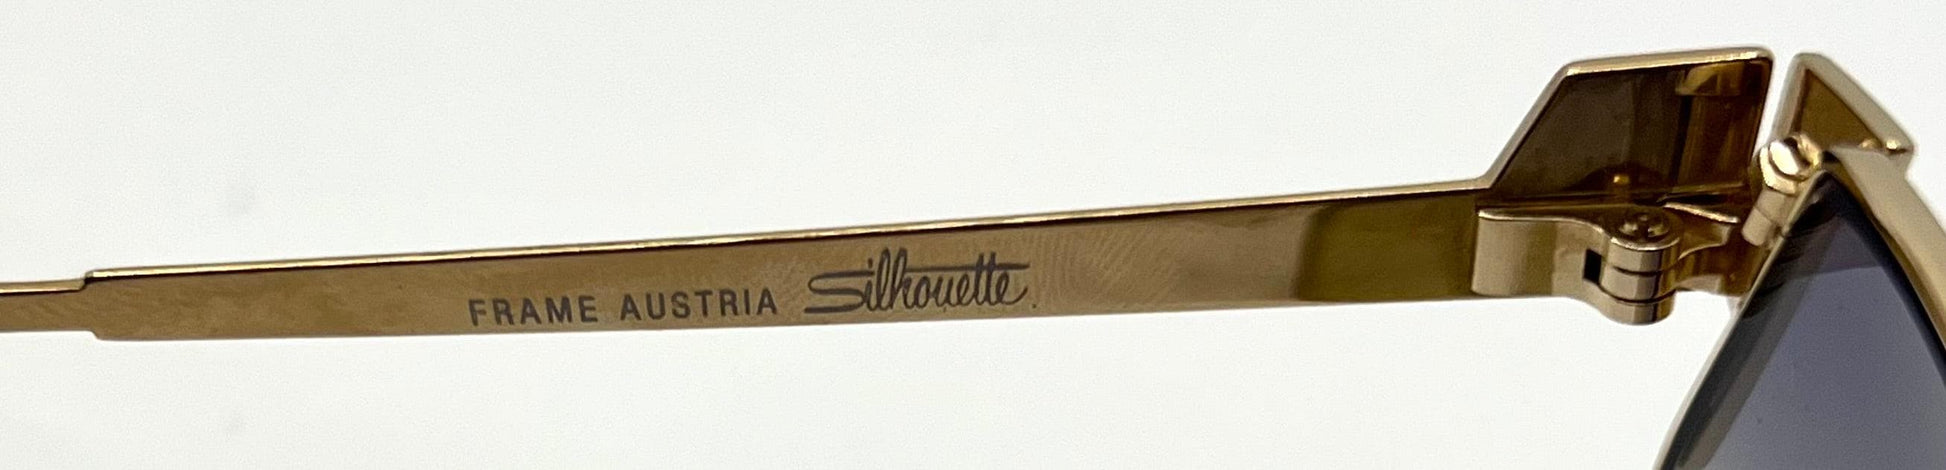 FRAME AUSTRIA Silhouette